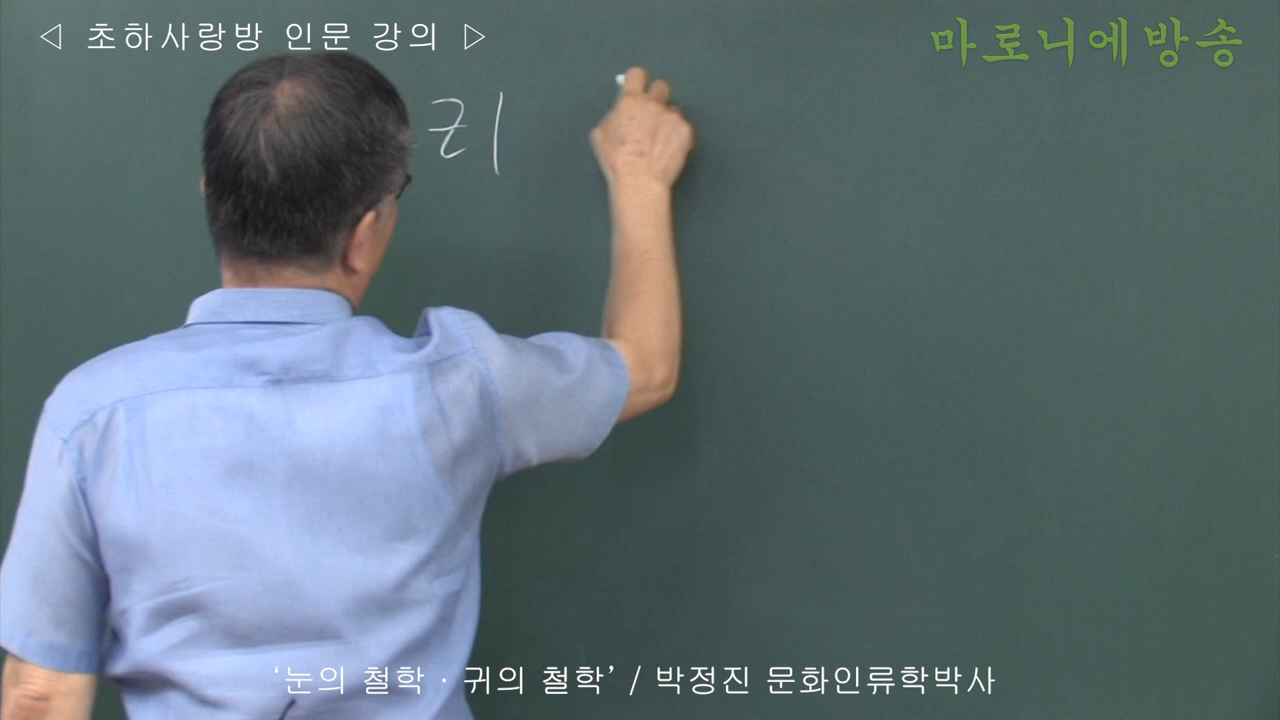 ◁ 초하사랑방 인문 강의 ▷
마로니에방송
리
‘눈의 철학 · 귀의 철학’ / 박정진 문화인류학박사